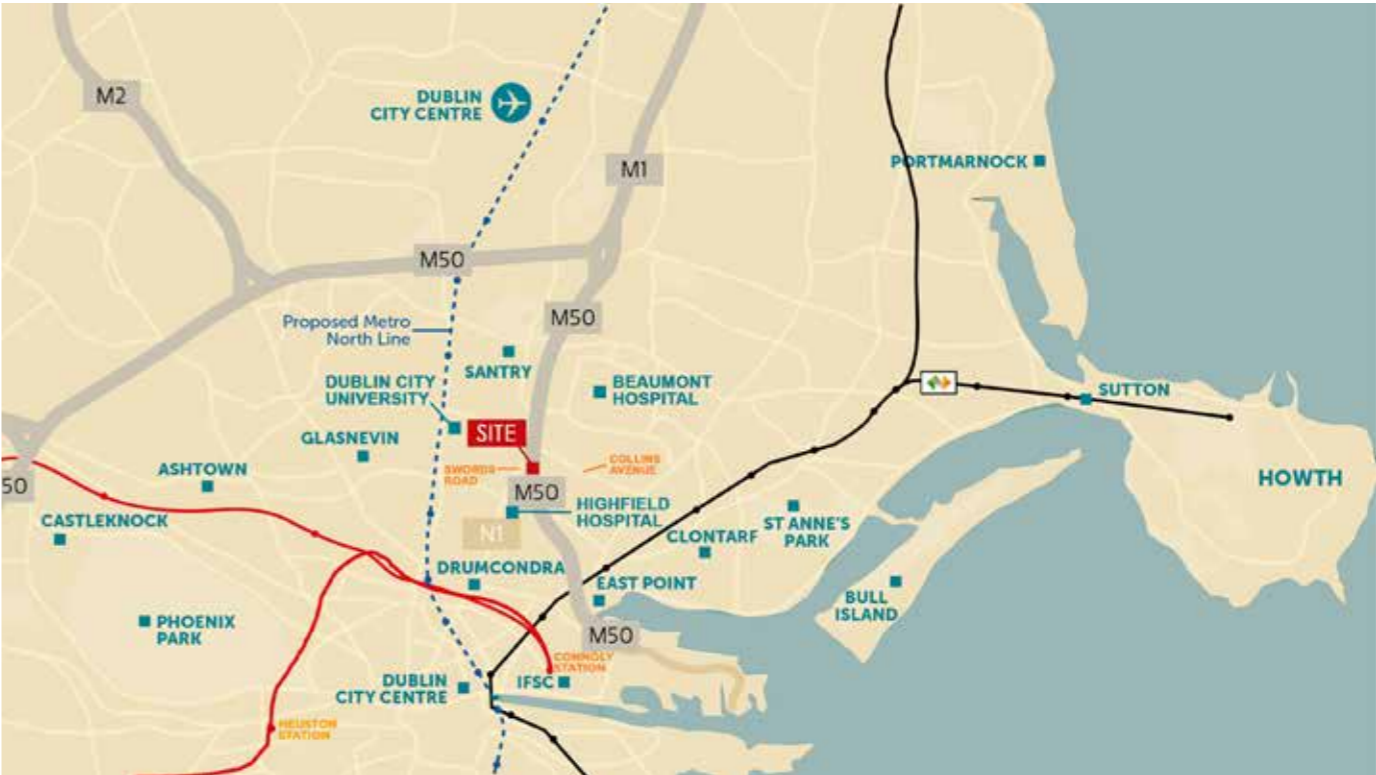 M2
DUBLIN
CITY CENTRE
PORTMARNOCK
M1
M50
M50
Proposed Metro
North Line
SANTRY
DUBLIN CITY
UNIVERSITY
BEAUMONT
HOSPITAL
SUTTON
GLASNEVIN
SITE
ASHTOWN
SWORDS
ROAD
COLLINS
AVENUE
HOWTH
50
M50
CASTLEKNOCK
HIGHFIELD
HOSPITAL
N1
CLONTARF
ST ANNE'S
PARK
DRUMCONDRA
EAST POINT
BULL
ISLAND
PHOENIX
PARK
M50
CONNOLY
STATION
DUBLIN
CITY CENTRE
IFSC
HEUSTON
STATION